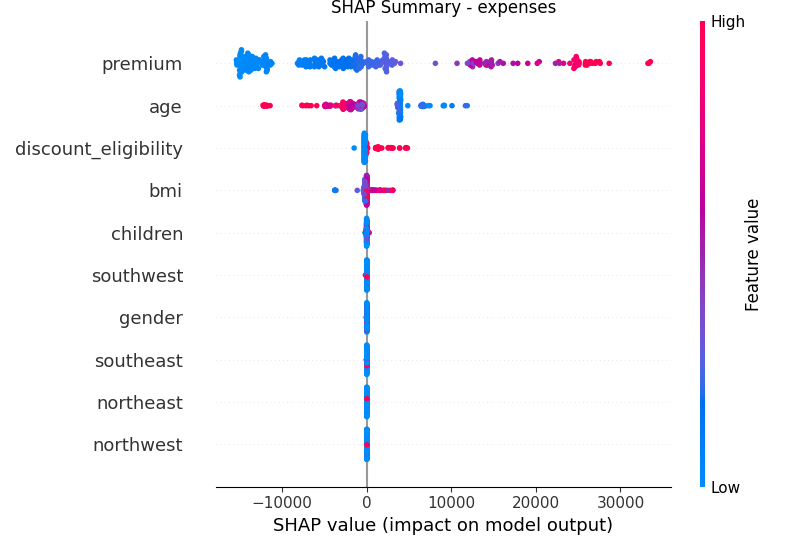 SHAP Summary - expenses
High
premium
age
discount_eligibility
bmi
children
southwest
gender
southeast
northeast
northwest
Feature value
Low
−10000 0 10000 20000 30000
SHAP value (impact on model output)